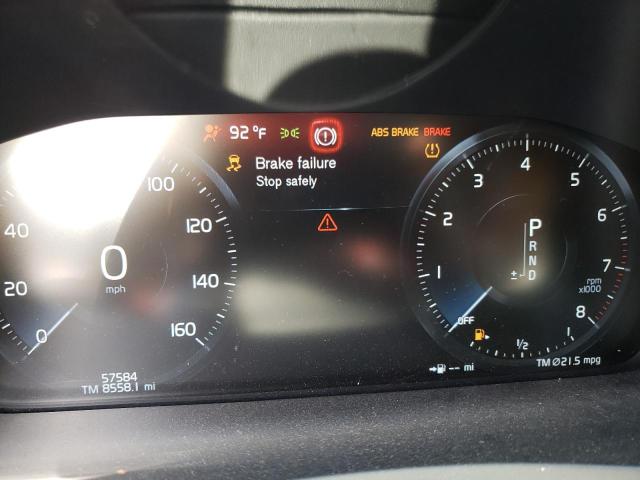 92 °F
ABS BRAKE BRAKE
Brake failure
Stop safely
40
20
0
100
120
140
160
0
mph
57584
TM 8558.1 mi
1
2
3
4
5
6
7
8
rpm
x1000
P
R
N
± D
OFF
1/2
1
-- mi
TM Ø21.5 mpg